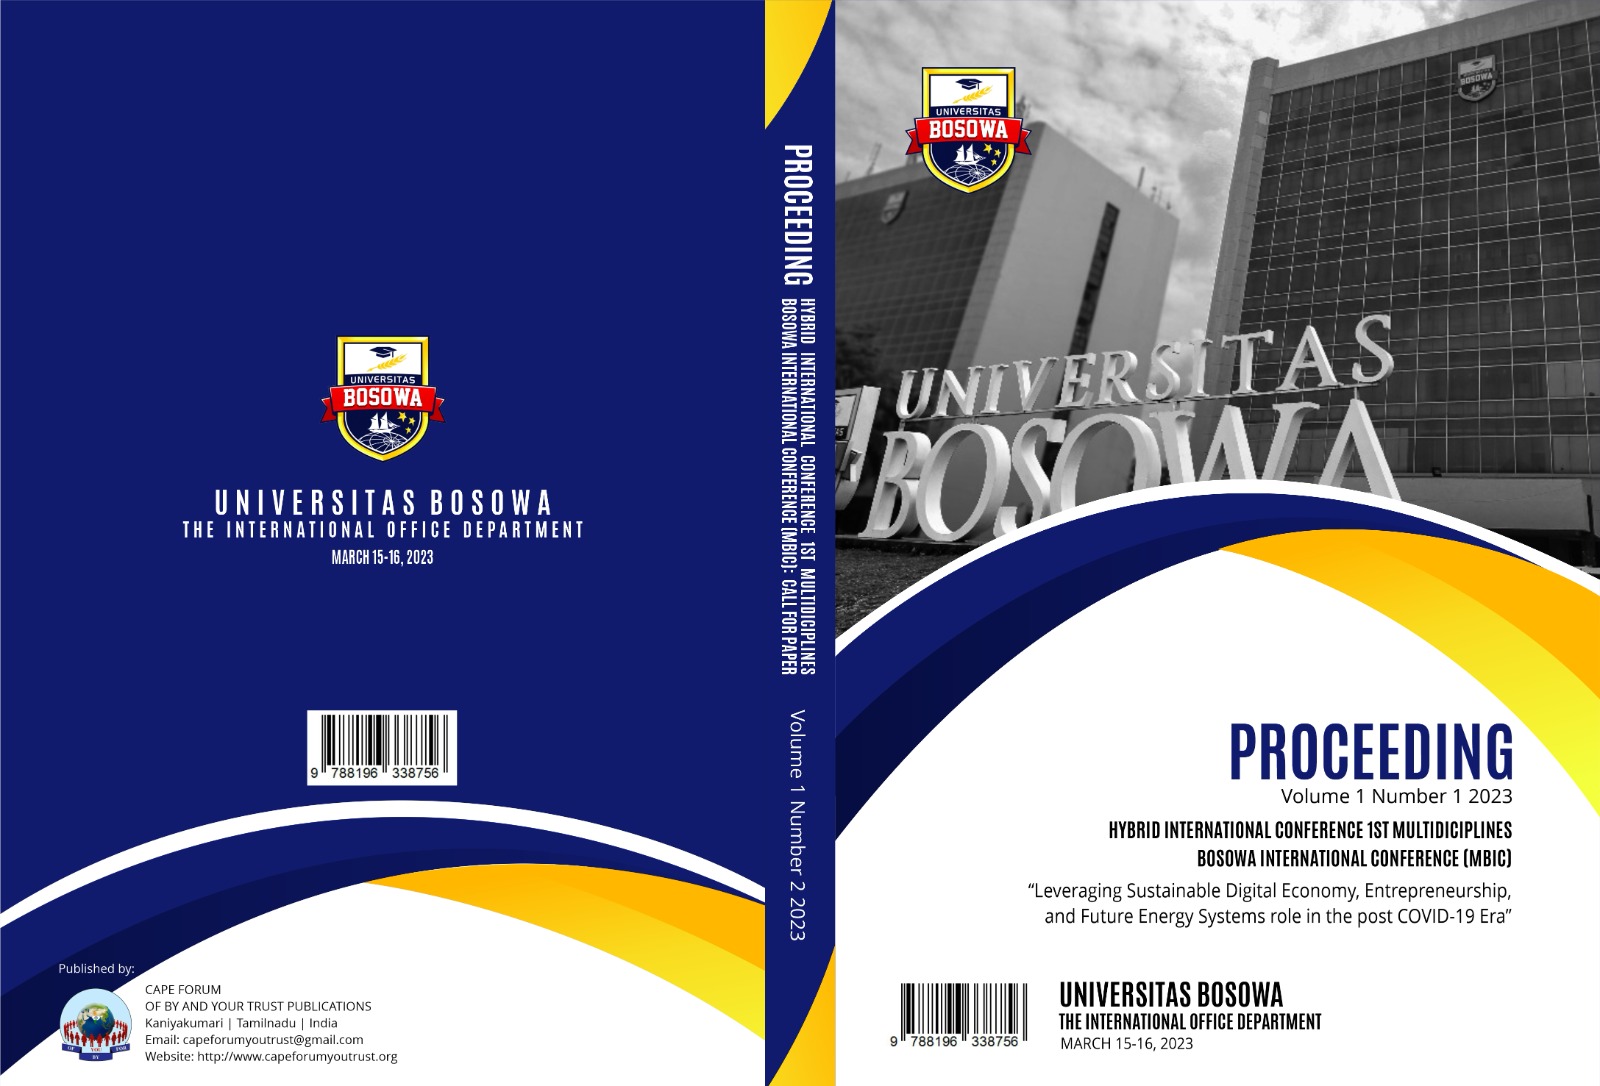 UNIVERSITAS
BOSOWA
UNIVERSITAS BOSOWA
THE INTERNATIONAL OFFICE DEPARTMENT
MARCH 15-16, 2023
9 788196 338756
Published by:
CAPE FORUM
OF BY AND YOUR TRUST PUBLICATIONS
Kaniyakumari | Tamilnadu | India
Email: capeforumyoutrust@gmail.com
Website: http://www.capeforumyoutrust.org
PROCEEDING
HYBRID INTERNATIONAL CONFERENCE 1ST MULTIDICIPLINES
BOSOWA INTERNATIONAL CONFERENCE (MBIC): CALL FOR PAPER
Volume 1 Number 2 2023
UNIVERSITAS
BOSOWA
BOSOWA
UNIVERSITAS
BOSOWA
PROCEEDING
Volume 1 Number 1 2023
HYBRID INTERNATIONAL CONFERENCE 1ST MULTIDICIPLINES
BOSOWA INTERNATIONAL CONFERENCE (MBIC)
“Leveraging Sustainable Digital Economy, Entrepreneurship,
and Future Energy Systems role in the post COVID-19 Era”
9 788196 338756
UNIVERSITAS BOSOWA
THE INTERNATIONAL OFFICE DEPARTMENT
MARCH 15-16, 2023